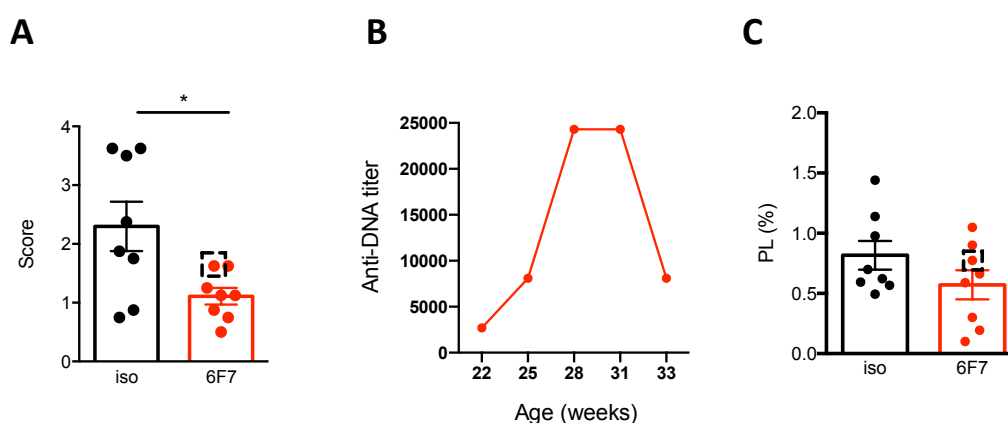 A
B
C
*
Score
4
3
2
1
0
iso
6F7
Anti-DNA titer
25000
20000
15000
10000
5000
0
22
25
28
31
33
Age (weeks)
PL (%)
2.0
1.5
1.0
0.5
0.0
iso
6F7